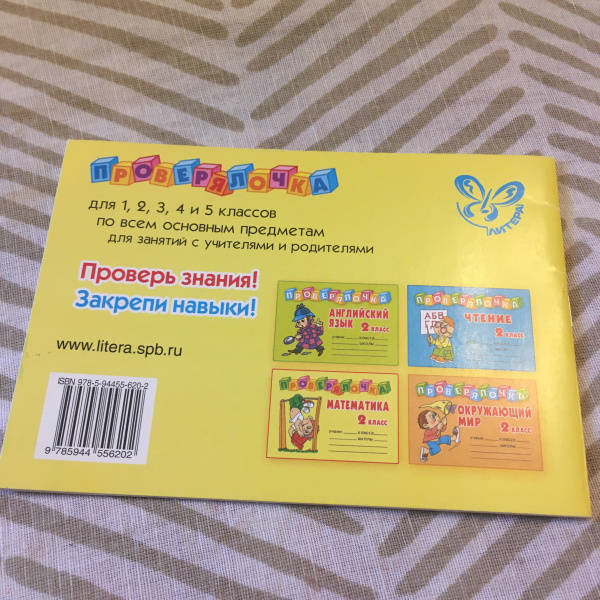 ПРОВЕРЯЛОЧКА
для 1, 2, 3, 4 и 5 классов
по всем основным предметам
для занятий с учителями и родителями
ЛИТЕРА
Проверь знания!
Закрепи навыки!
www.litera.spb.ru
ISBN 978-5-94455-620-2
9 785944 556202
ПРОВЕРЯЛОЧКА
АНГЛИЙСКИЙ
ЯЗЫК 2 КЛАСС
ПРОВЕРЯЛОЧКА
АБВ
ЧТЕНИЕ
2 КЛАСС
ПРОВЕРЯЛОЧКА
МАТЕМАТИКА
2 КЛАСС
ПРОВЕРЯЛОЧКА
ОКРУЖАЮЩИЙ
МИР 2 КЛАСС